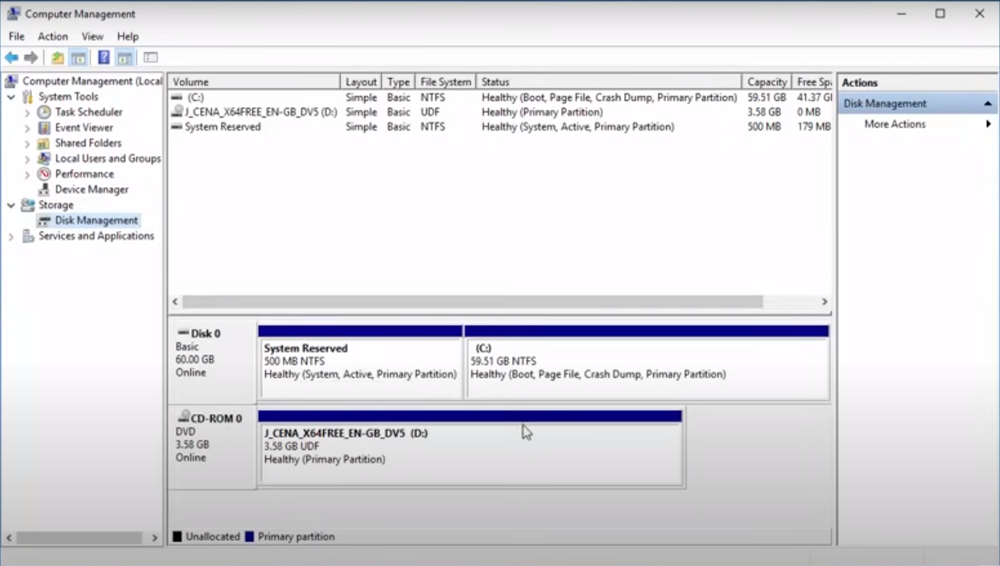 Computer Management
File Action View Help
Computer Management (Local
System Tools
Task Scheduler
Event Viewer
Shared Folders
Local Users and Groups
Performance
Device Manager
Storage
Disk Management
Services and Applications
Volume Layout Type File System Status Capacity Free Spa
(C:) Simple Basic NTFS Healthy (Boot, Page File, Crash Dump, Primary Partition) 59.51 GB 41.37 GI
J_CENA_X64FREE_EN-GB_DV5 (D:) Simple Basic UDF Healthy (Primary Partition) 3.58 GB 0 MB
System Reserved Simple Basic NTFS Healthy (System, Active, Primary Partition) 500 MB 179 MB
Disk 0
Basic
60.00 GB
Online
System Reserved
500 MB NTFS
Healthy (System, Active, Primary Partition)
(C:)
59.51 GB NTFS
Healthy (Boot, Page File, Crash Dump, Primary Partition)
CD-ROM 0
DVD
3.58 GB
Online
J_CENA_X64FREE_EN-GB_DV5 (D:)
3.58 GB UDF
Healthy (Primary Partition)
Unallocated Primary partition
Actions
Disk Management
More Actions